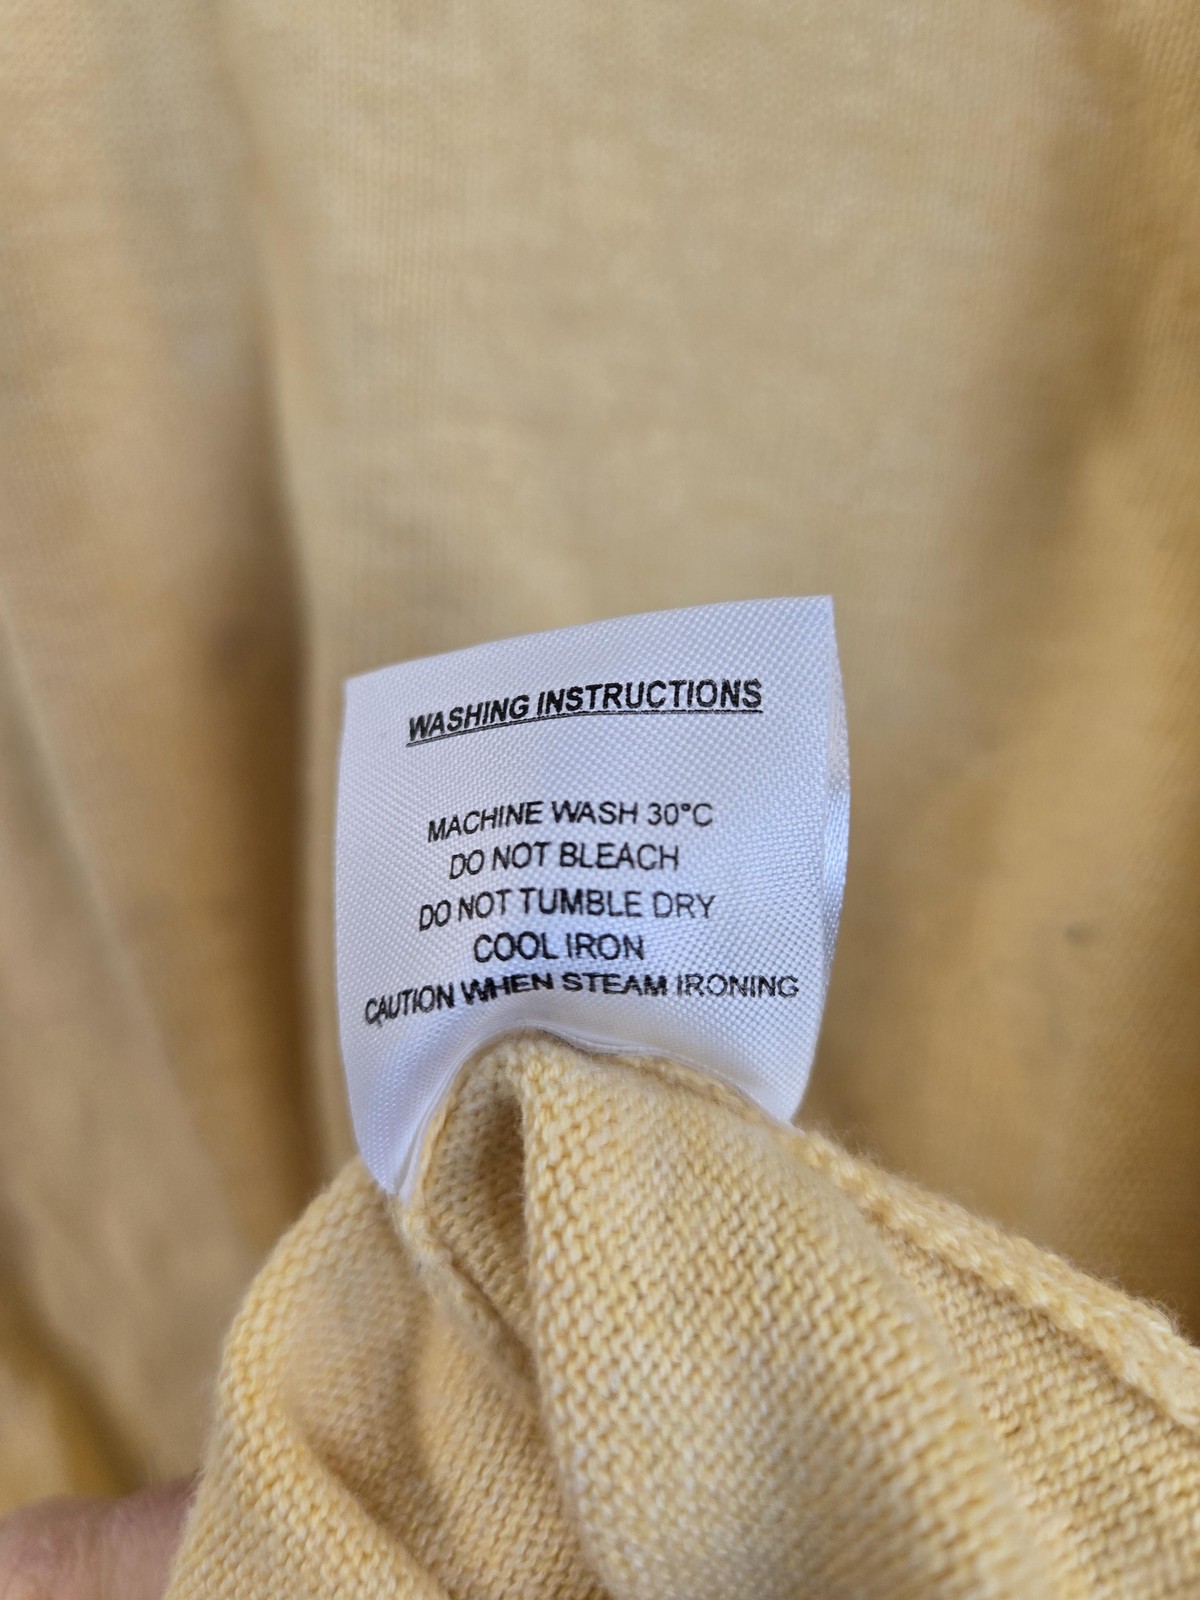 WASHING INSTRUCTIONS
MACHINE WASH 30°C
DO NOT BLEACH
DO NOT TUMBLE DRY
COOL IRON
CAUTION WHEN STEAM IRONING